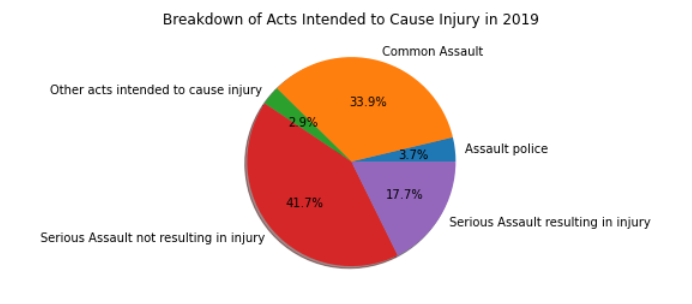 Breakdown of Acts Intended to Cause Injury in 2019
Common Assault
Other acts intended to cause injury
33.9%
2.9%
Assault police
3.7%
41.7%
17.7%
Serious Assault resulting in injury
Serious Assault not resulting in injury